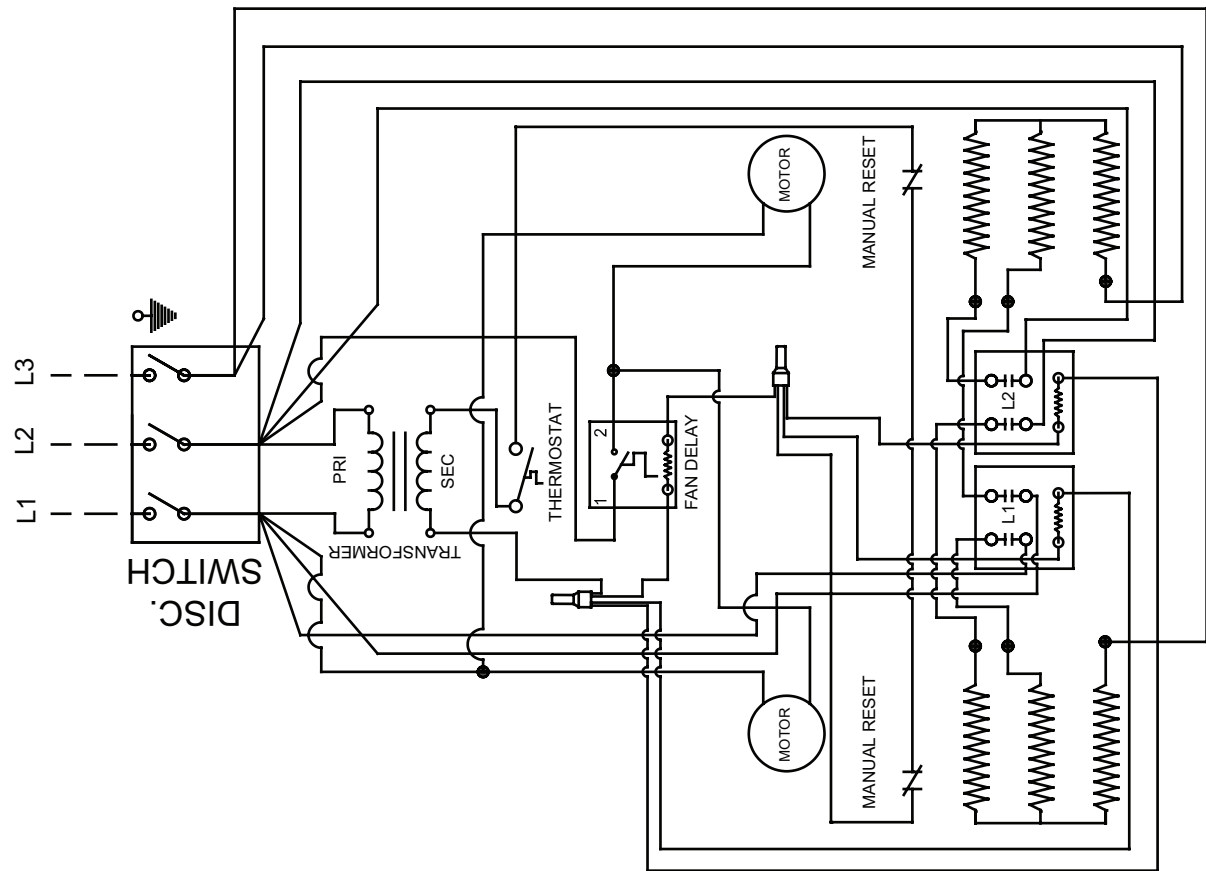 L1
L2
L3
DISC.
SWITCH
PRI
SEC
TRANSFORMER
THERMOSTAT
1
2
FAN DELAY
MOTOR
MOTOR
MANUAL RESET
MANUAL RESET
L1
L2